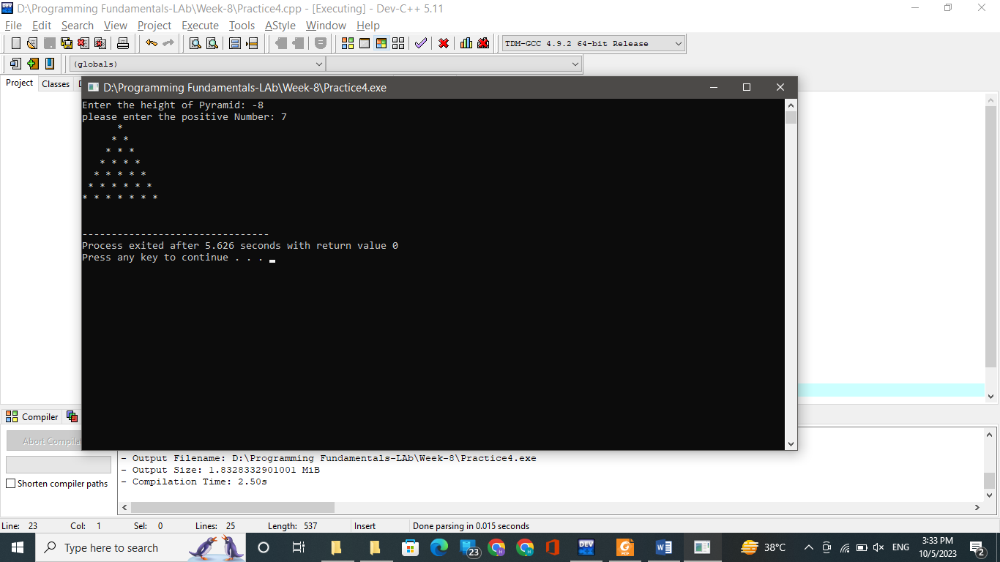 D:\Programming Fundamentals-LAb\Week-8\Practice4.cpp - [Executing] - Dev-C++ 5.11
File Edit Search View Project Execute Tools AStyle Window Help
TDM-GCC 4.9.2 64-bit Release
(globals)
Project Classes
D:\Programming Fundamentals-LAb\Week-8\Practice4.exe
Enter the height of Pyramid: -8
please enter the positive Number: 7
      *
     * *
    * * *
   * * * *
  * * * * *
 * * * * * *
* * * * * * *
--------------------------------
Process exited after 5.626 seconds with return value 0
Press any key to continue . . .
Compiler
Abort Compila
Shorten compiler paths
- Output Filename: D:\Programming Fundamentals-LAb\Week-8\Practice4.exe
- Output Size: 1.8328332901001 MiB
- Compilation Time: 2.50s
Line: 23 Col: 1 Sel: 0 Lines: 25 Length: 537 Insert Done parsing in 0.015 seconds
Type here to search
DEV
23
PDF
38°C
ENG
3:33 PM
10/5/2023
2